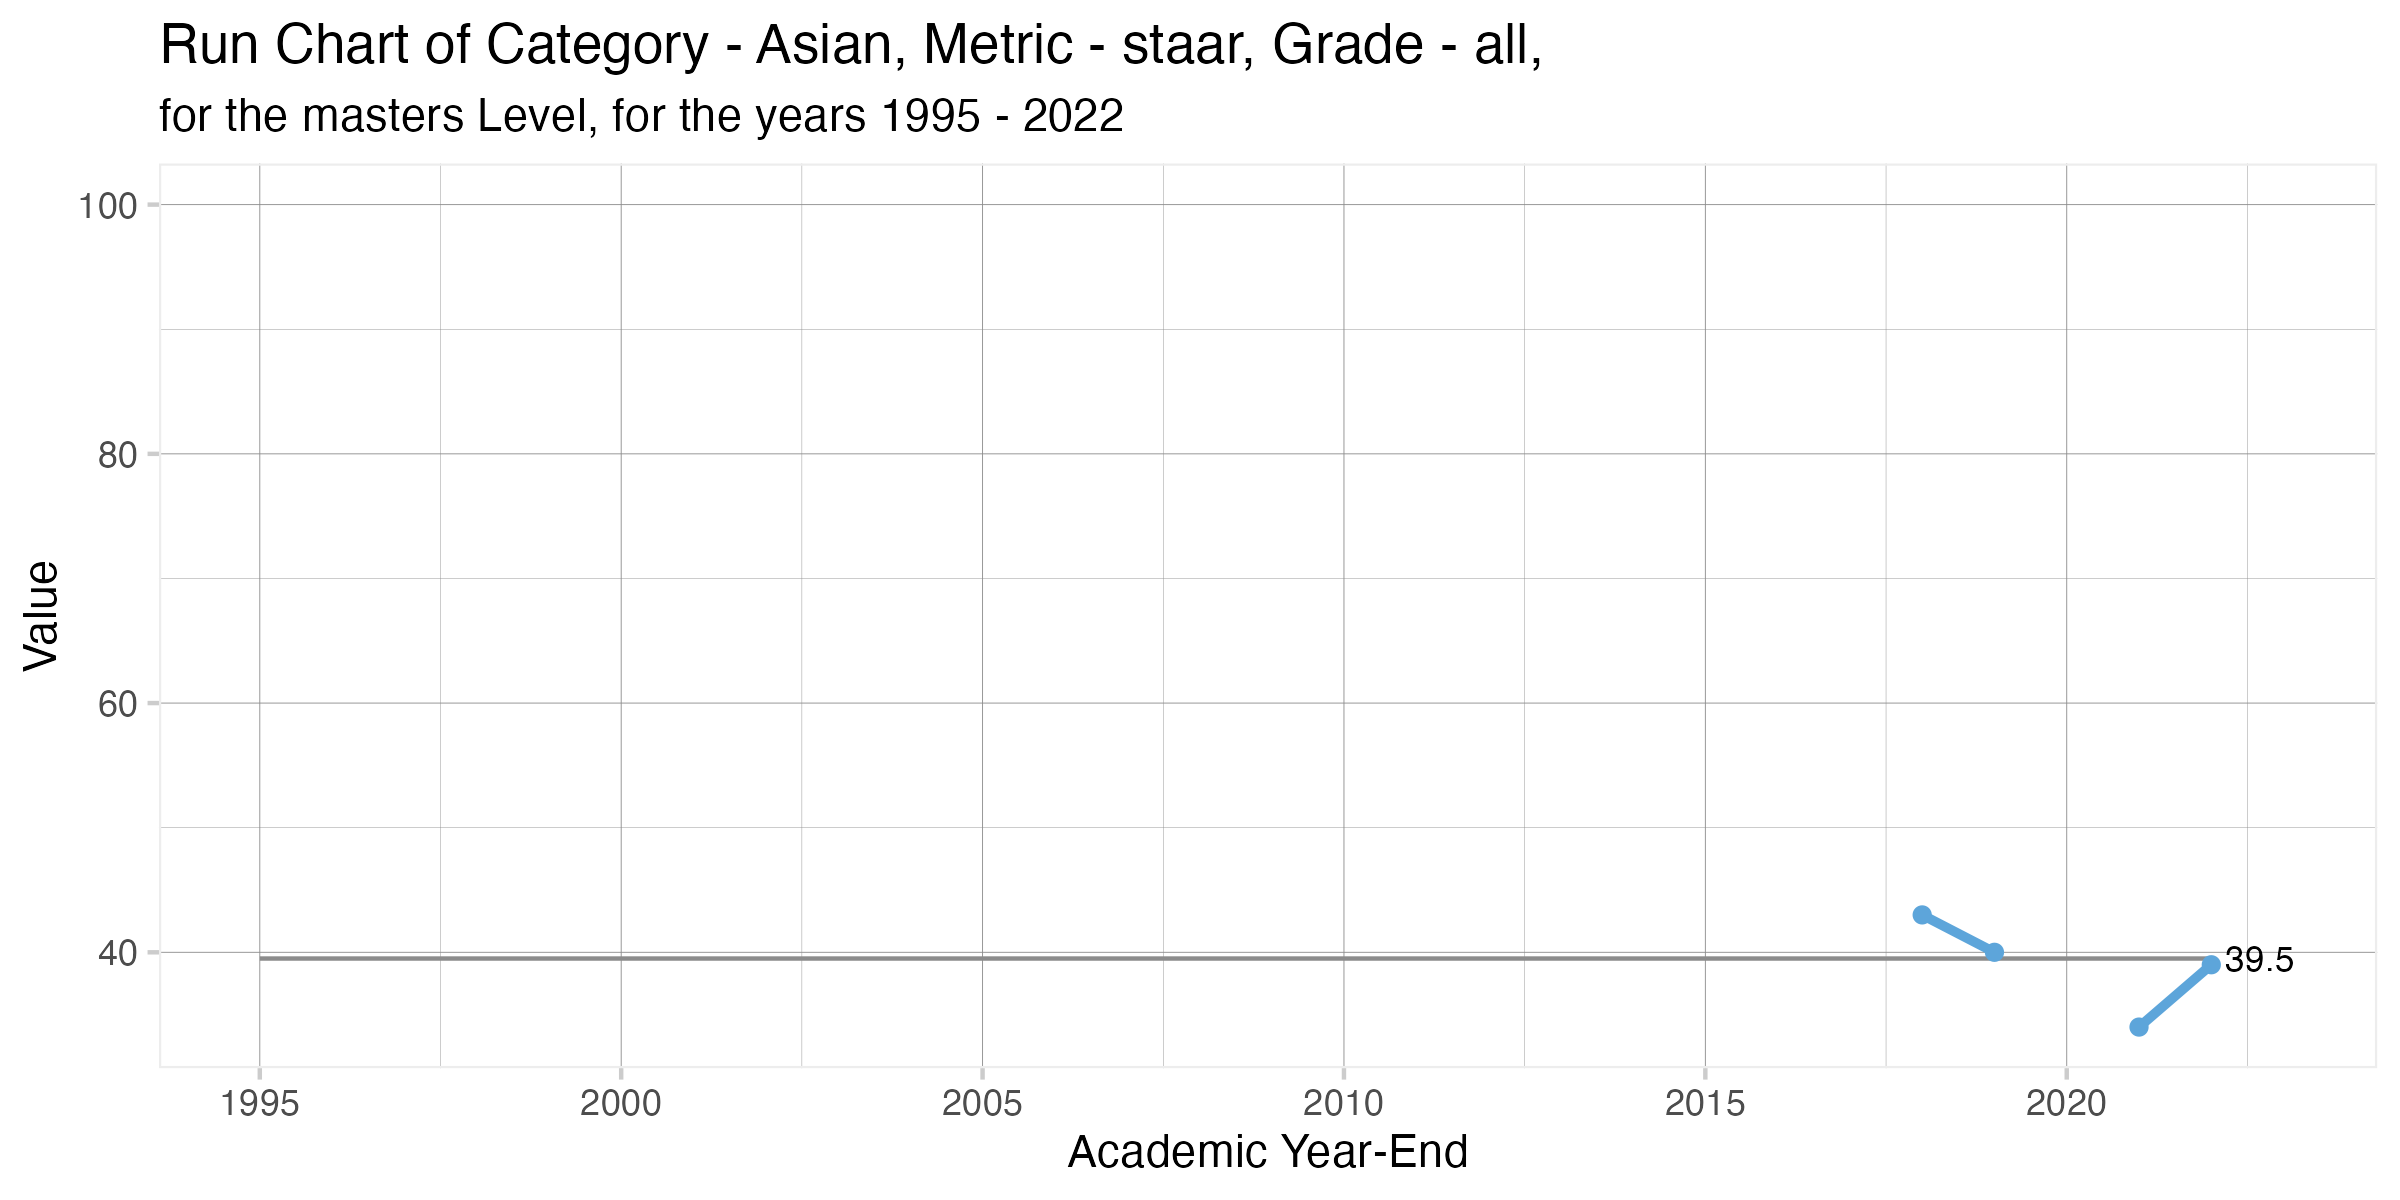 Run Chart of Category - Asian, Metric - staar, Grade - all,
for the masters Level, for the years 1995 - 2022
100
80
60
40
Value
39.5
1995 2000 2005 2010 2015 2020
Academic Year-End